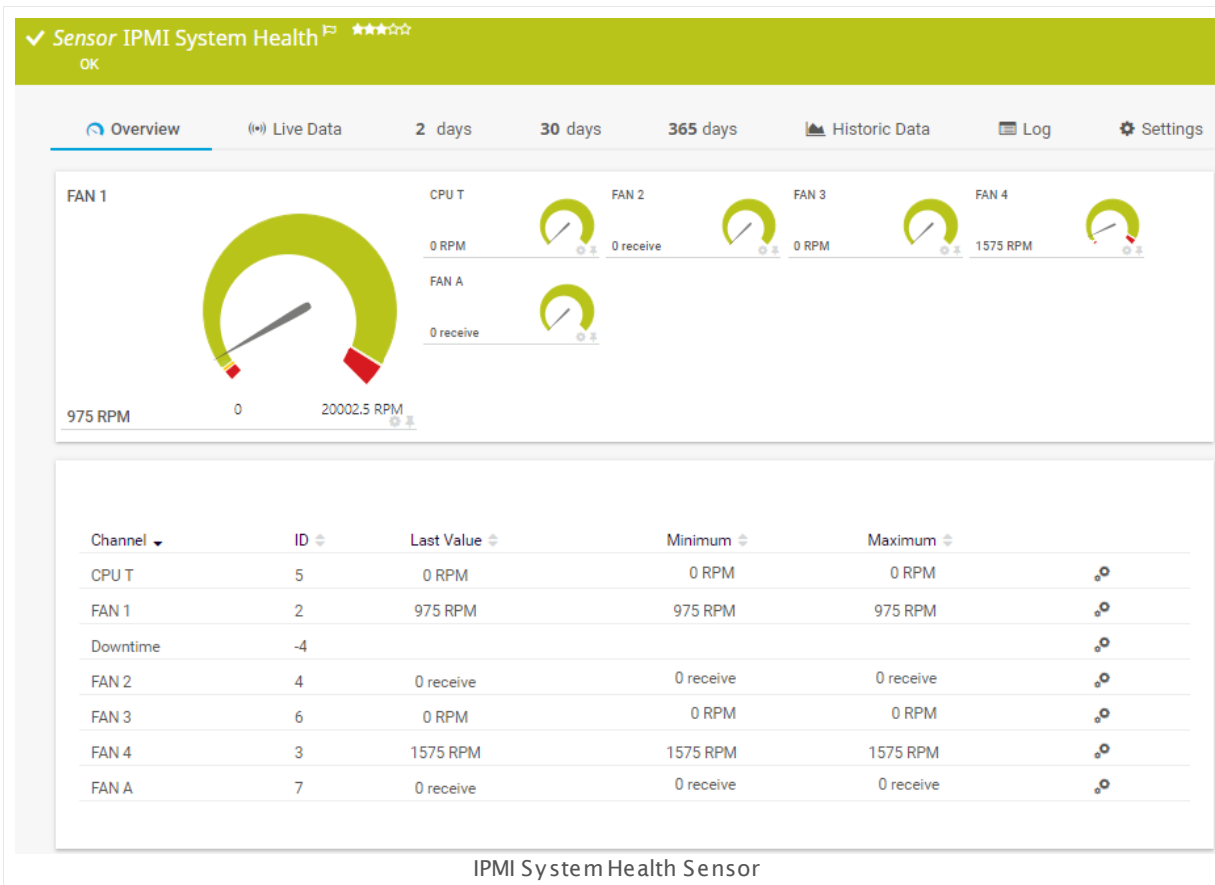 Sensor IPMI System Health
OK
Overview Live Data 2 days 30 days 365 days Historic Data Log Settings
FAN 1
975 RPM
0 20002.5 RPM
CPU T
0 RPM
FAN 2
0 receive
FAN 3
0 RPM
FAN 4
1575 RPM
FAN A
0 receive
Channel ID Last Value Minimum Maximum
CPU T 5 0 RPM 0 RPM 0 RPM
FAN 1 2 975 RPM 975 RPM 975 RPM
Downtime -4
FAN 2 4 0 receive 0 receive 0 receive
FAN 3 6 0 RPM 0 RPM 0 RPM
FAN 4 3 1575 RPM 1575 RPM 1575 RPM
FAN A 7 0 receive 0 receive 0 receive
IPMI System Health Sensor